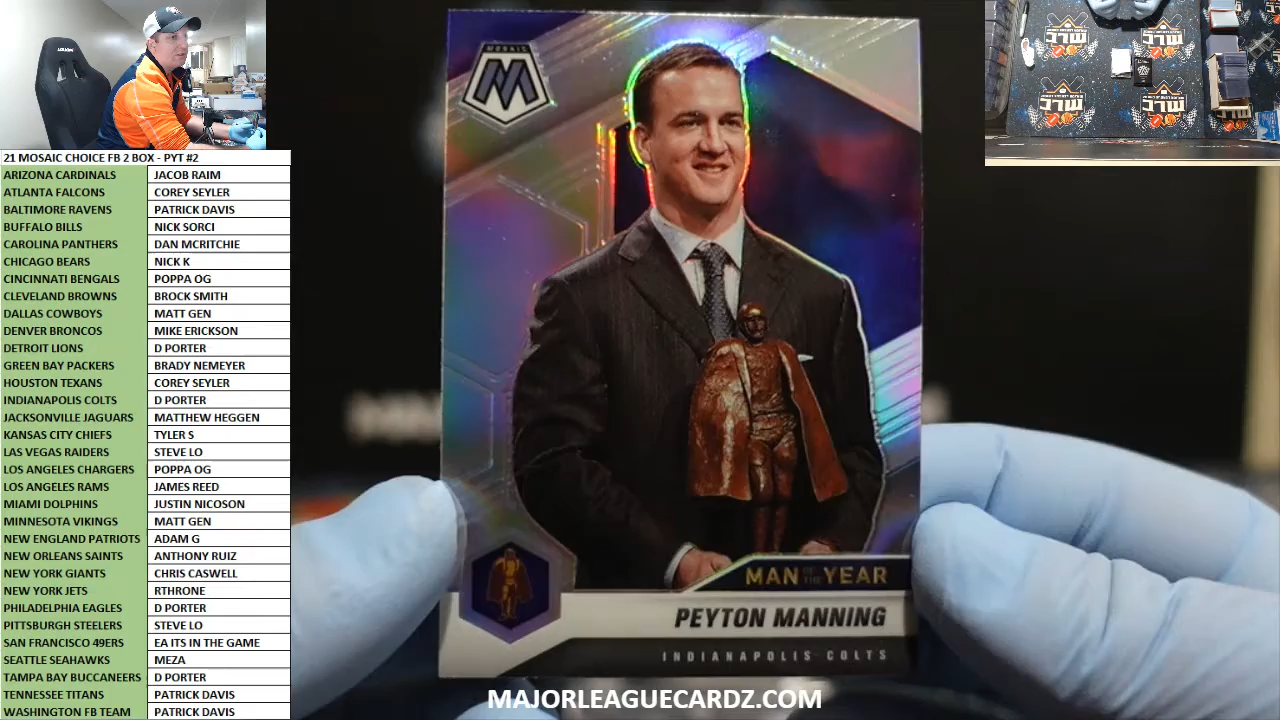 21 MOSAIC CHOICE FB 2 BOX - PYT #2
ARIZONA CARDINALS JACOB RAIM
ATLANTA FALCONS COREY SEYLER
BALTIMORE RAVENS PATRICK DAVIS
BUFFALO BILLS NICK SORCI
CAROLINA PANTHERS DAN MCRITCHIE
CHICAGO BEARS NICK K
CINCINNATI BENGALS POPPA OG
CLEVELAND BROWNS BROCK SMITH
DALLAS COWBOYS MATT GEN
DENVER BRONCOS MIKE ERICKSON
DETROIT LIONS D PORTER
GREEN BAY PACKERS BRADY NEMEYER
HOUSTON TEXANS COREY SEYLER
INDIANAPOLIS COLTS D PORTER
JACKSONVILLE JAGUARS MATTHEW HEGGEN
KANSAS CITY CHIEFS TYLER S
LAS VEGAS RAIDERS STEVE LO
LOS ANGELES CHARGERS POPPA OG
LOS ANGELES RAMS JAMES REED
MIAMI DOLPHINS JUSTIN NICOSON
MINNESOTA VIKINGS MATT GEN
NEW ENGLAND PATRIOTS ADAM G
NEW ORLEANS SAINTS ANTHONY RUIZ
NEW YORK GIANTS CHRIS CASWELL
NEW YORK JETS RTHRONE
PHILADELPHIA EAGLES D PORTER
PITTSBURGH STEELERS STEVE LO
SAN FRANCISCO 49ERS EA ITS IN THE GAME
SEATTLE SEAHAWKS MEZA
TAMPA BAY BUCCANEERS D PORTER
TENNESSEE TITANS PATRICK DAVIS
WASHINGTON FB TEAM PATRICK DAVIS
MOSAIC
M
MAN OF THE YEAR
PEYTON MANNING
INDIANAPOLIS COLTS
MAJORLEAGUECARDZ.COM